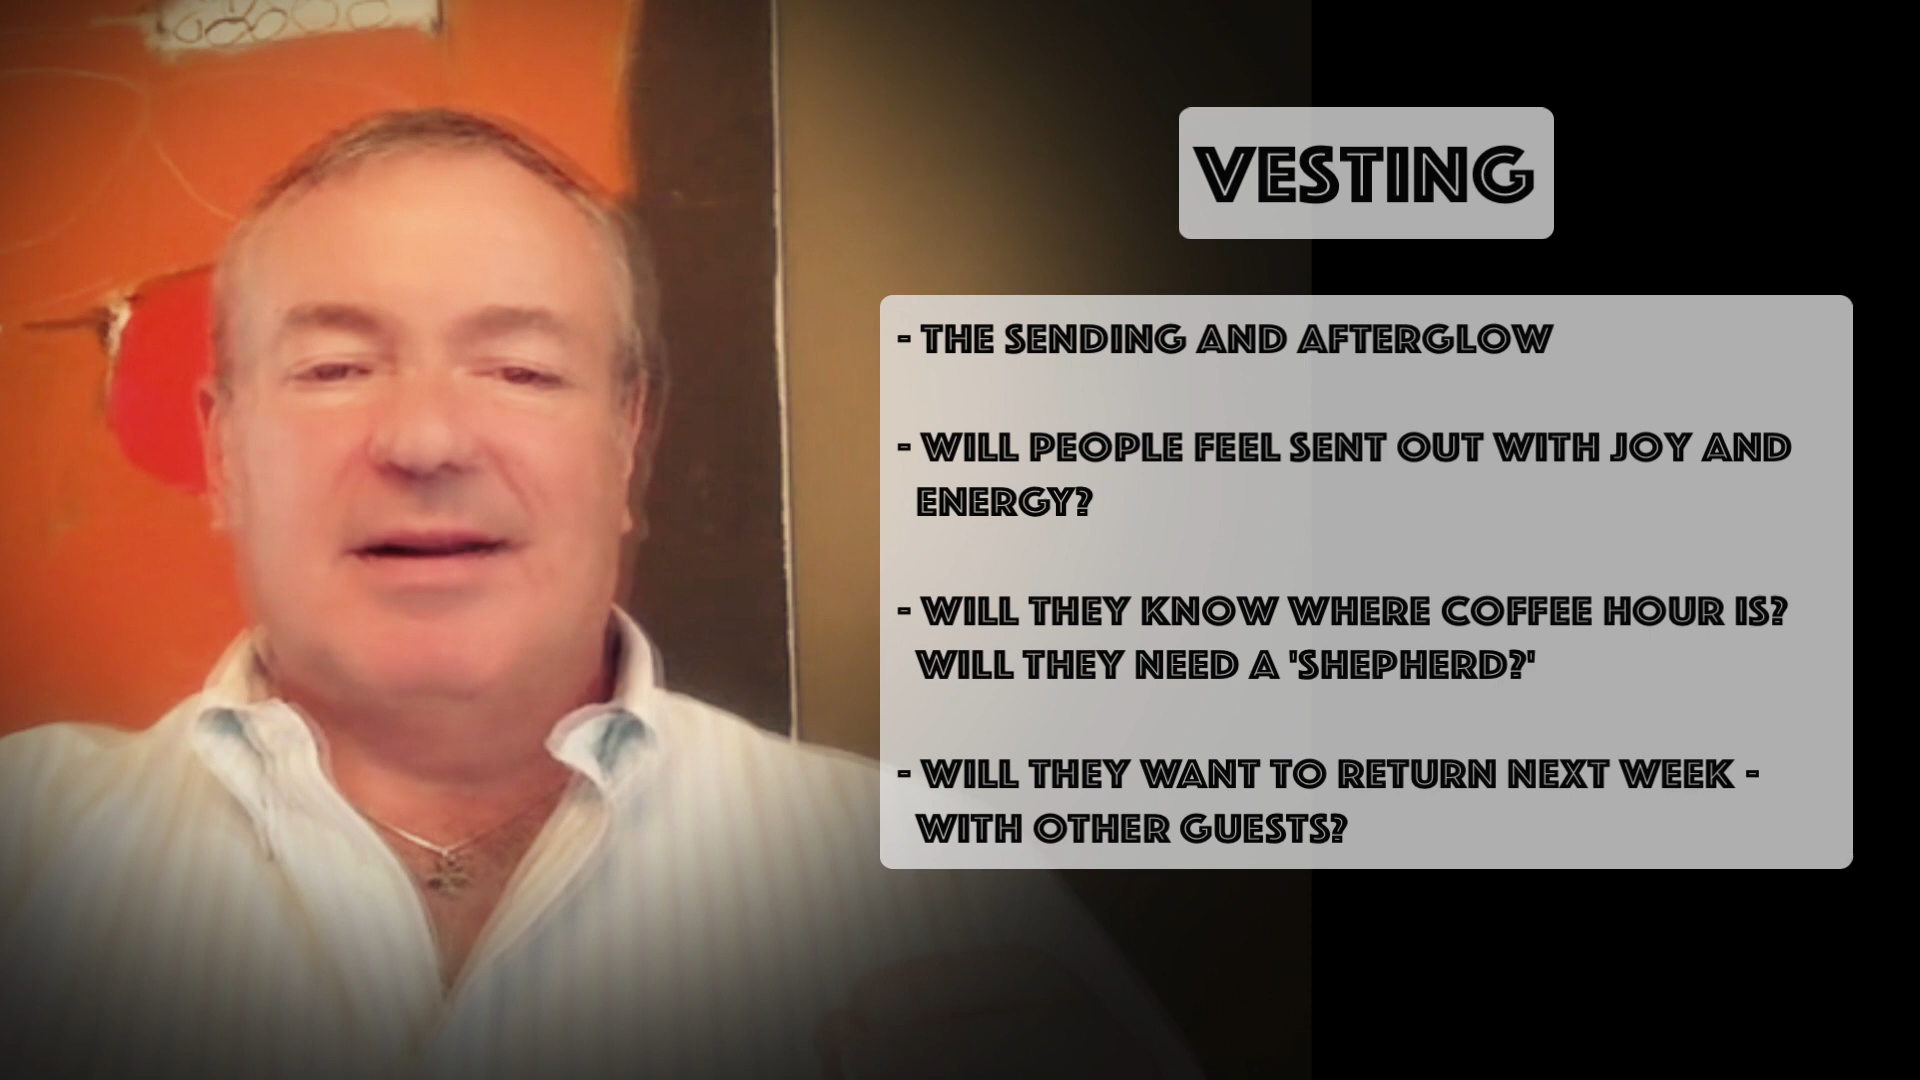 VESTING
- THE SENDING AND AFTERGLOW
- WILL PEOPLE FEEL SENT OUT WITH JOY AND
ENERGY?
- WILL THEY KNOW WHERE COFFEE HOUR IS?
WILL THEY NEED A 'SHEPHERD?'
- WILL THEY WANT TO RETURN NEXT WEEK -
WITH OTHER GUESTS?